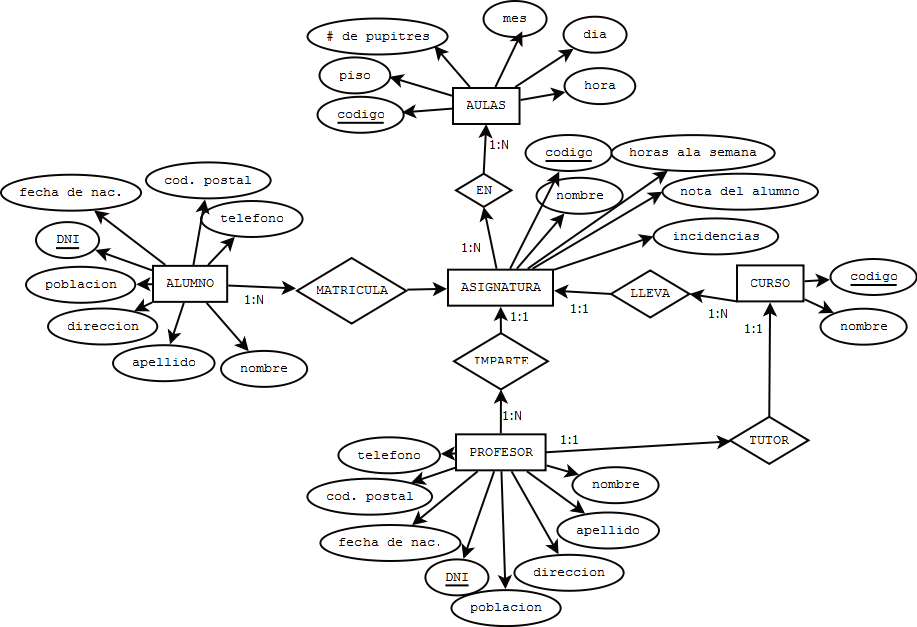 mes
# de pupitres
dia
piso
hora
AULAS
codigo
1:N
codigo
horas ala semana
cod. postal
fecha de nac.
EN
nombre
nota del alumno
telefono
DNI
incidencias
1:N
poblacion
ALUMNO
1:N
MATRICULA
ASIGNATURA
1:1
LLEVA
CURSO
codigo
1:1
1:N
direccion
nombre
1:1
apellido
nombre
IMPARTE
1:N
telefono
PROFESOR
1:1
TUTOR
cod. postal
nombre
fecha de nac.
apellido
DNI
direccion
poblacion